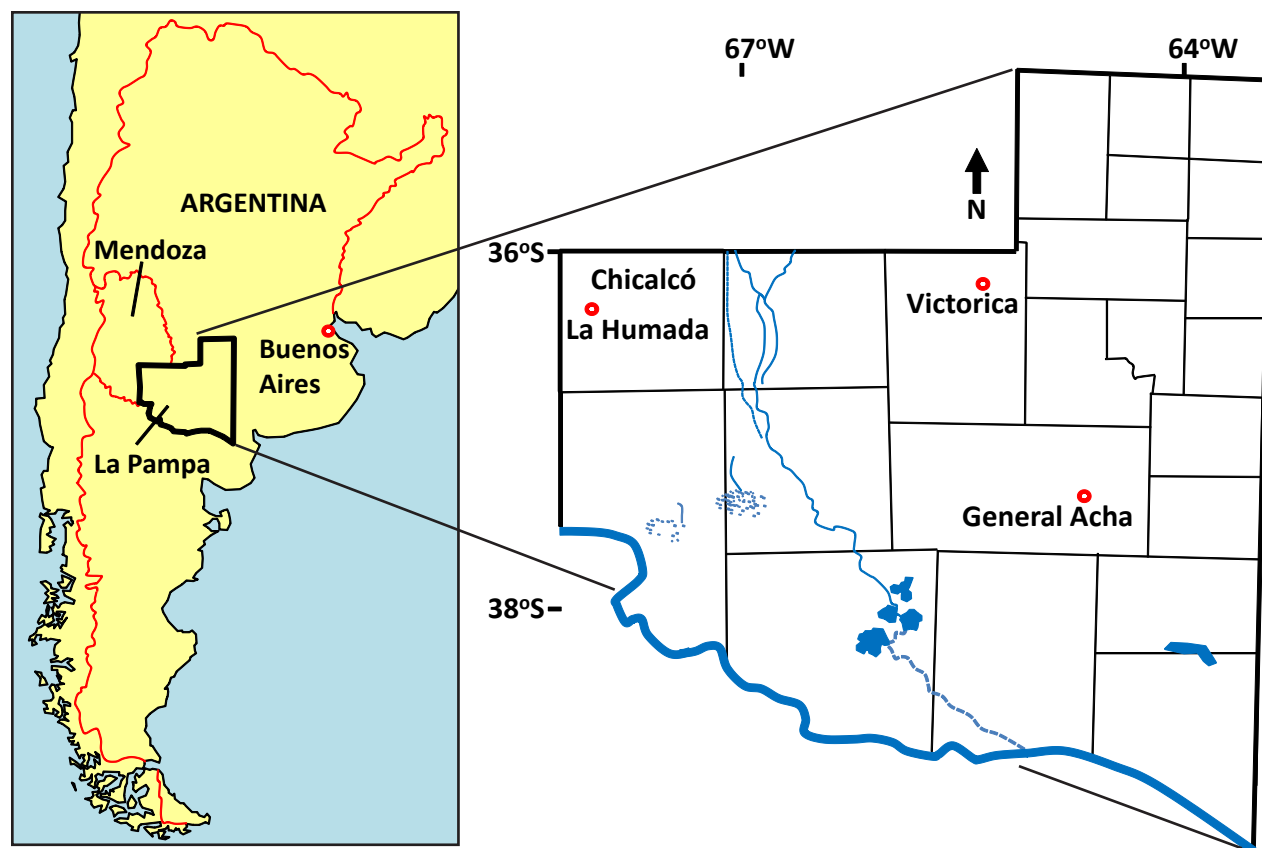 ARGENTINA
Mendoza
Buenos
Aires
La Pampa
67ºW
64ºW
N
36ºS
Chicalcó
La Humada
Victorica
General Acha
38ºS